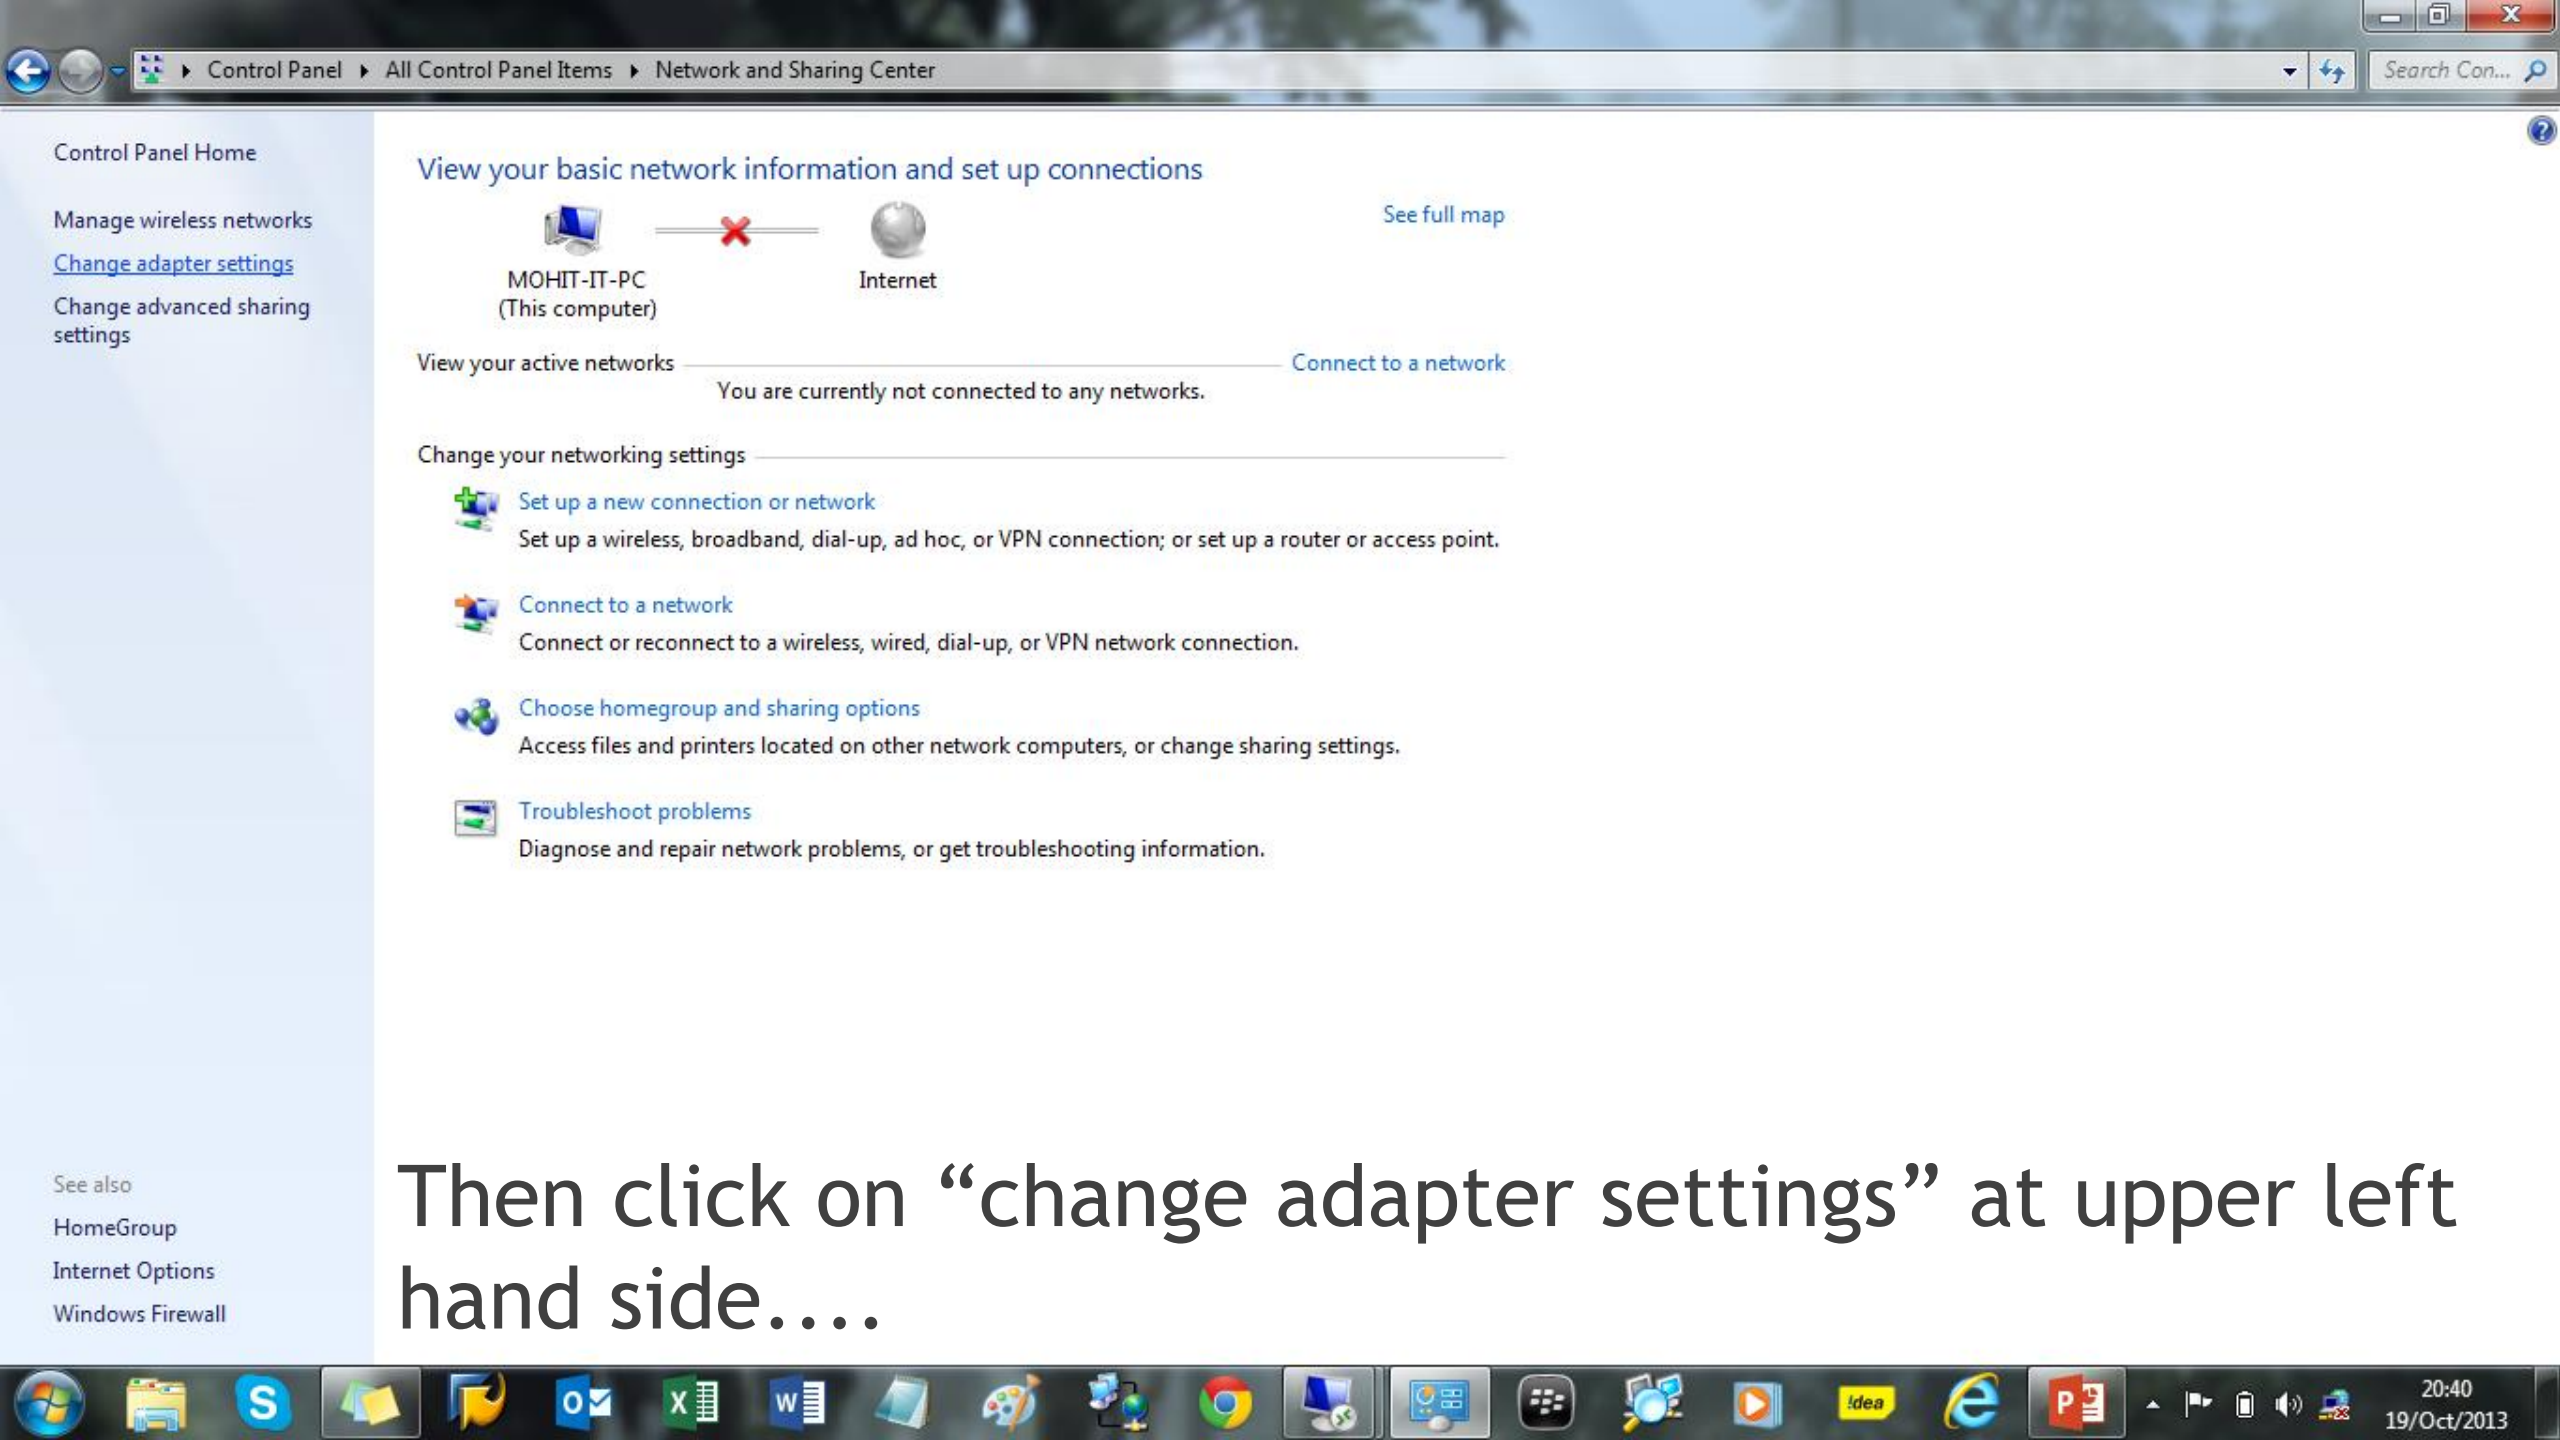 Control Panel ▸ All Control Panel Items ▸ Network and Sharing Center
Search Con...
Control Panel Home
Manage wireless networks
Change adapter settings
Change advanced sharing
settings
View your basic network information and set up connections
See full map
MOHIT-IT-PC
(This computer)
Internet
View your active networks
Connect to a network
You are currently not connected to any networks.
Change your networking settings
Set up a new connection or network
Set up a wireless, broadband, dial-up, ad hoc, or VPN connection; or set up a router or access point.
Connect to a network
Connect or reconnect to a wireless, wired, dial-up, or VPN network connection.
Choose homegroup and sharing options
Access files and printers located on other network computers, or change sharing settings.
Troubleshoot problems
Diagnose and repair network problems, or get troubleshooting information.
See also
HomeGroup
Internet Options
Windows Firewall
Then click on “change adapter settings” at upper left
hand side....
!dea
20:40
19/Oct/2013